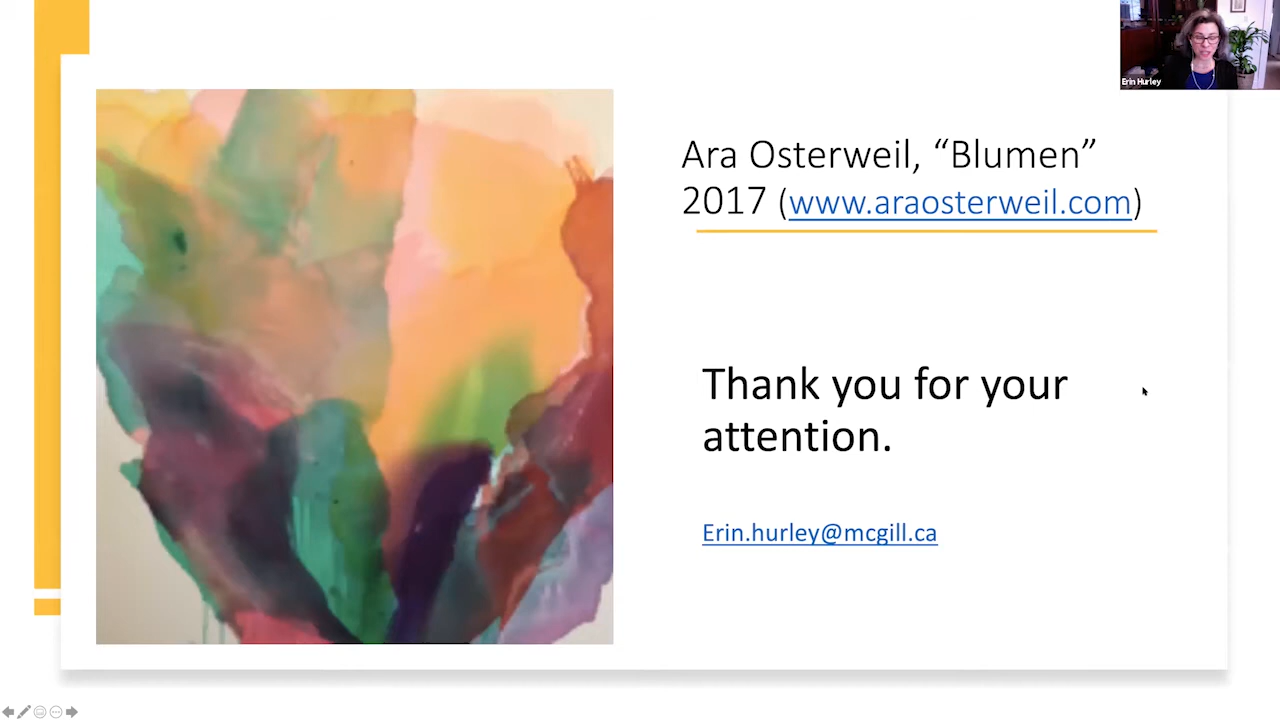 Erin Hurley
Ara Osterweil, “Blumen”
2017 (www.araosterweil.com)
Thank you for your
attention.
Erin.hurley@mcgill.ca